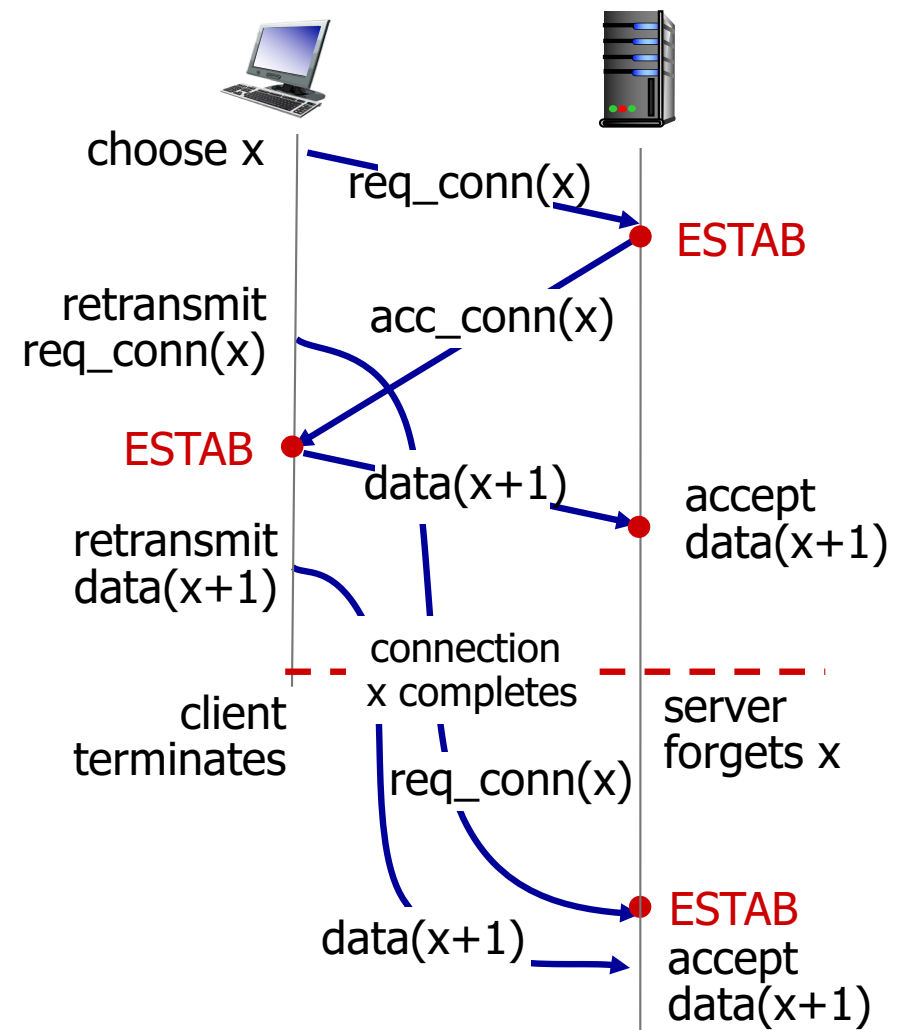 choose x
req_conn(x)
ESTAB
retransmit
req_conn(x)
acc_conn(x)
ESTAB
data(x+1)
accept
data(x+1)
retransmit
data(x+1)
connection
x completes
client
terminates
server
forgets x
req_conn(x)
ESTAB
data(x+1)
accept
data(x+1)